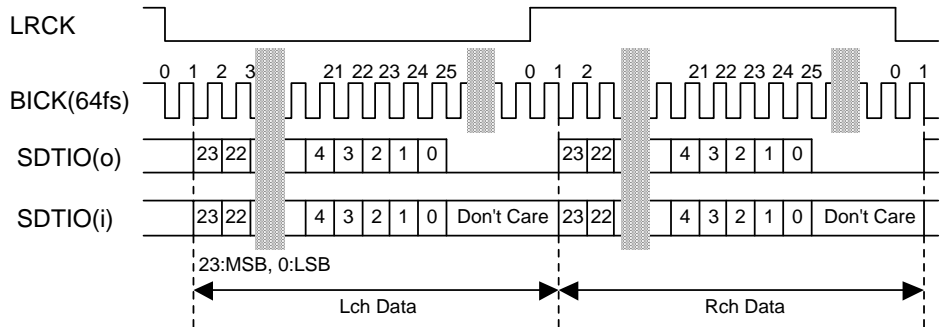 LRCK
0 1 2 3 21 22 23 24 25 0 1 2 21 22 23 24 25 0 1
BICK(64fs)
SDTIO(o) 23 22 4 3 2 1 0 23 22 4 3 2 1 0
SDTIO(i) 23 22 4 3 2 1 0 Don't Care 23 22 4 3 2 1 0 Don't Care
23:MSB, 0:LSB
Lch Data Rch Data